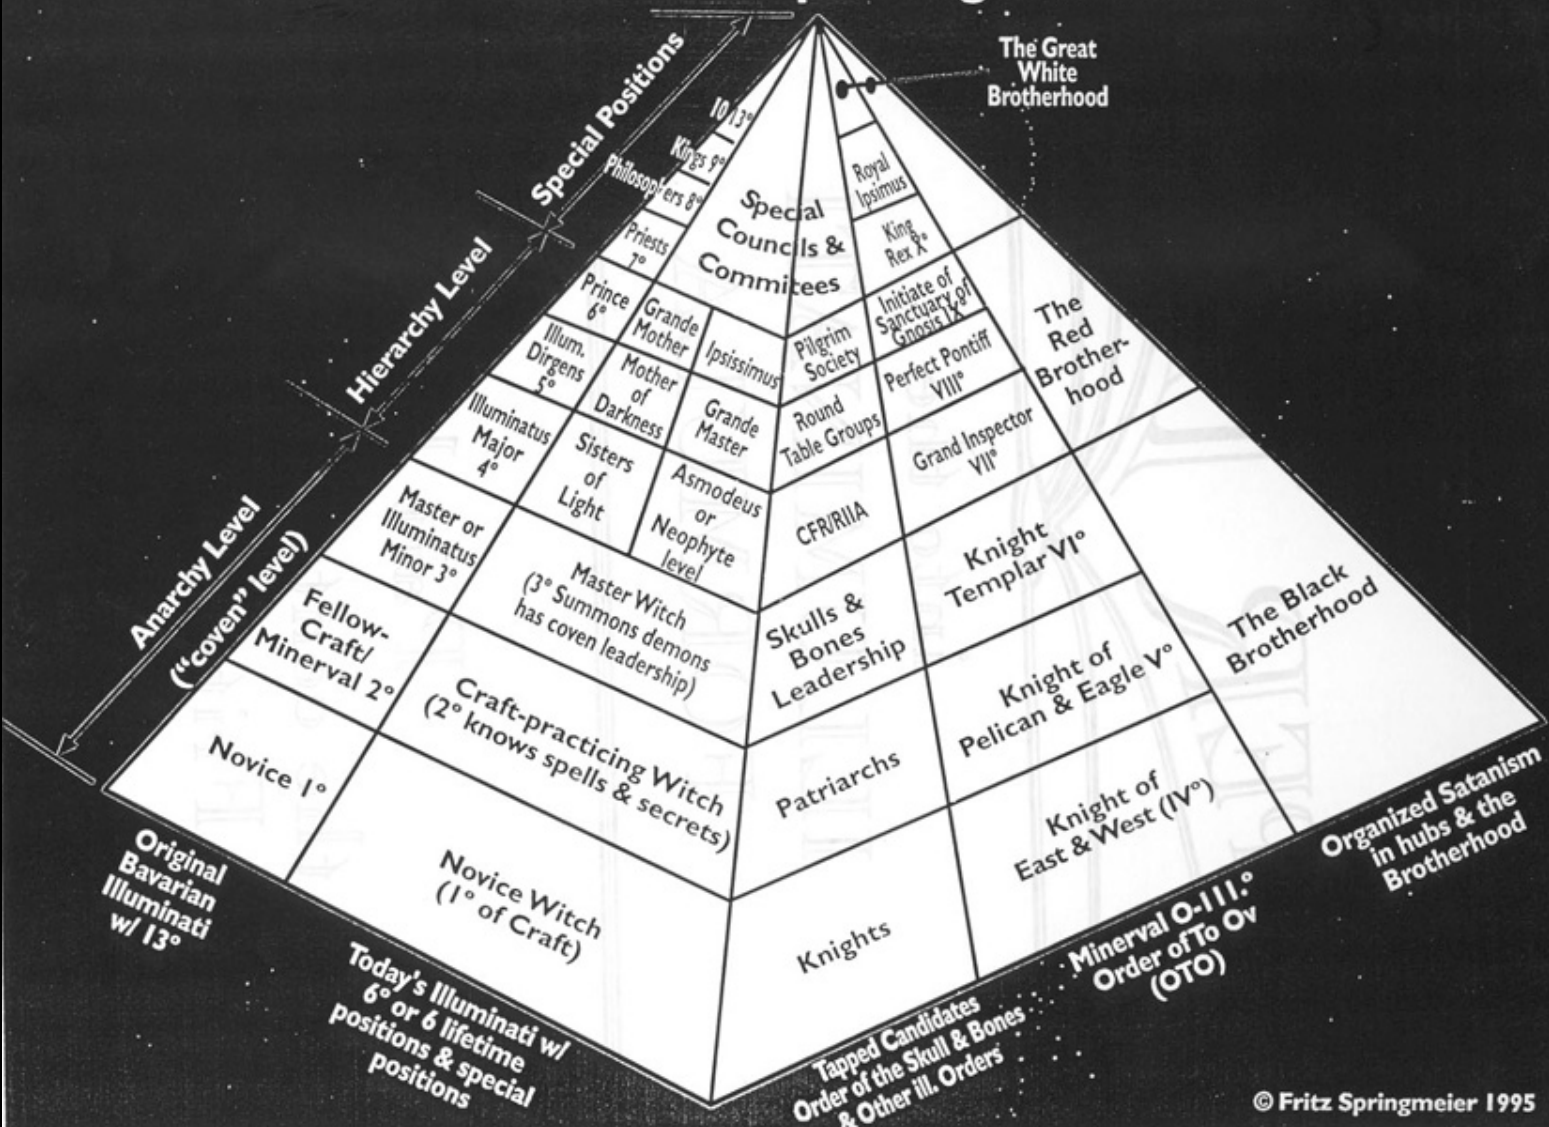 Special Positions
Hierarchy Level
Anarchy Level
("coven" level)
The Great
White
Brotherhood
10 13°
Kings 9°
Philosophers 8°
Priests
7°
Prince
6°
Illum.
Dirgens
5°
Illuminatus
Major
4°
Master or
Illuminatus
Minor 3°
Fellow-
Craft/
Minerval 2°
Novice 1°
Special
Councils &
Commitees
Grande
Mother
Ipsissimus
Mother
of
Darkness
Grande
Master
Sisters
of
Light
Asmodeus
or
Neophyte
level
Master Witch
(3° Summons demons
has coven leadership)
Craft-practicing Witch
(2° knows spells & secrets)
Novice Witch
(1° of Craft)
Pilgrim
Society
Round
Table Groups
CFR/RIIA
Skulls &
Bones
Leadership
Patriarchs
Knights
Royal
Ipsimus
King
Rex X°
Initiate of
Sanctuary of
Gnosis IX°
Perfect Pontiff
VIII°
Grand Inspector
VII°
Knight
Templar VI°
Knight of
Pelican & Eagle V°
Knight of
East & West (IV°)
The
Red
Brother-
hood
The Black
Brotherhood
Original
Bavarian
Illuminati
w/ 13°
Today's Illuminati w/
6° or 6 lifetime
positions & special
positions
Tapped Candidates
Order of the Skull & Bones
& Other ill. Orders
Minerval O-111.°
Order of To Ov
(OTO)
Organized Satanism
in hubs & the
Brotherhood
© Fritz Springmeier 1995